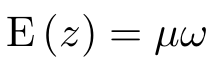 E (z) = μω